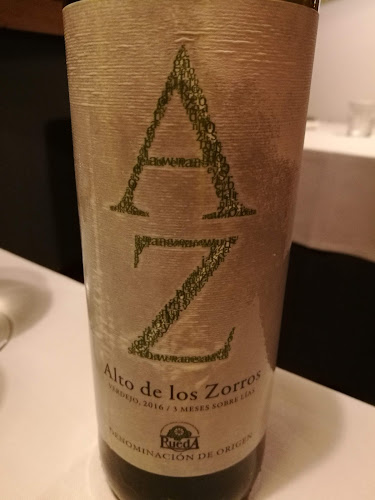 A
Z
Alto de los Zorros
VERDEJO, 2016 / 3 MESES SOBRE LÍAS
RuedA
DENOMINACIÓN DE ORIGEN